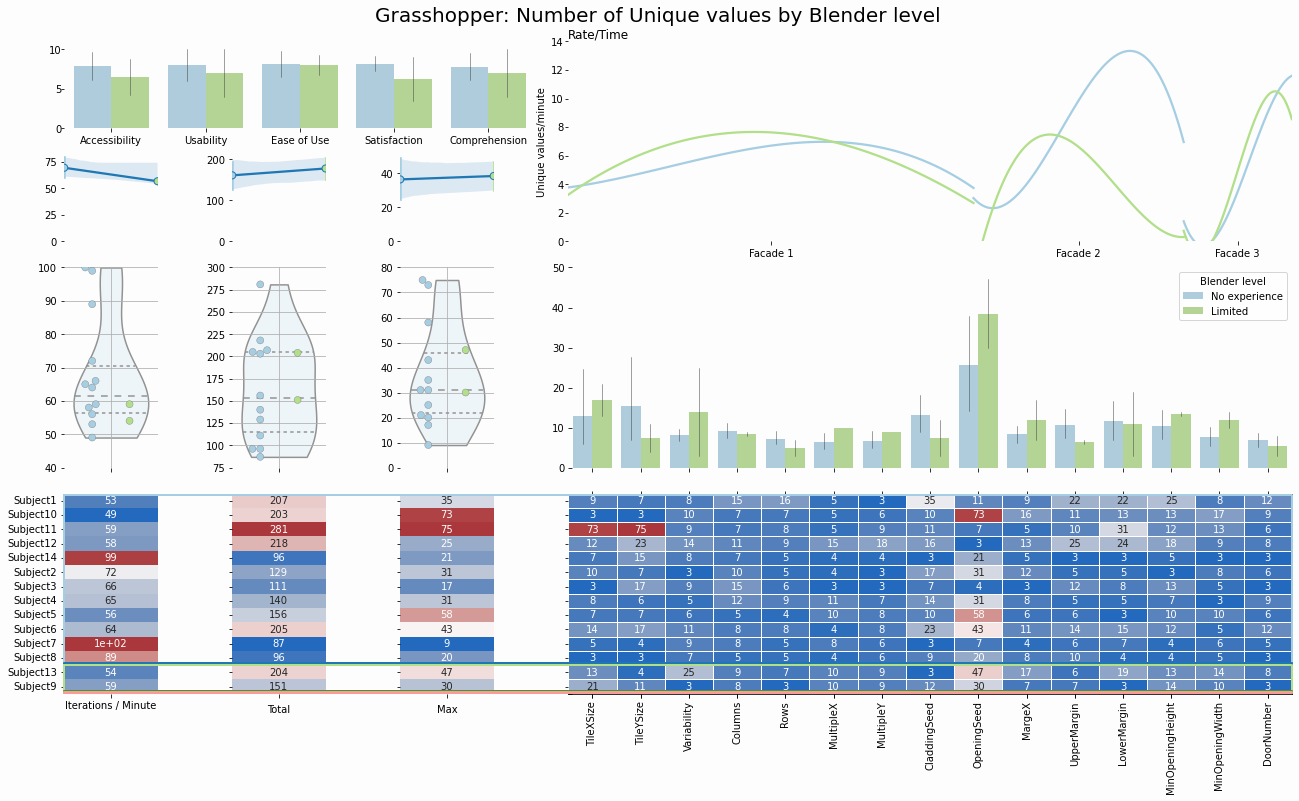 Grasshopper: Number of Unique values by Blender level
10
5
0
Accessibility Usability Ease of Use Satisfaction Comprehension
Rate/Time
Unique values/minute
14
12
10
8
6
4
2
0
Facade 1 Facade 2 Facade 3
75
50
25
0
200
100
0
40
20
0
100
90
80
70
60
50
40
300
275
250
225
200
175
150
125
100
75
80
70
60
50
40
30
20
10
0
50
40
30
20
10
0
Blender level
No experience
Limited
Subject1 53 207 35 9 7 8 15 16 5 3 35 11 9 22 22 25 8 12
Subject10 49 203 73 3 3 10 7 7 5 6 10 73 16 11 13 13 17 9
Subject11 59 281 75 73 75 9 7 8 5 9 11 7 5 10 31 12 13 6
Subject12 58 218 25 12 23 14 11 9 15 18 16 3 13 25 24 18 9 8
Subject14 99 96 21 7 15 8 7 5 4 4 3 21 5 3 3 5 3 3
Subject2 72 129 31 10 7 3 10 5 4 3 17 31 12 5 5 3 8 6
Subject3 66 111 17 3 17 9 15 6 3 3 7 4 3 12 8 13 5 3
Subject4 65 140 31 8 6 5 12 9 11 7 14 31 8 5 5 7 3 9
Subject5 56 156 58 7 7 6 5 4 10 8 10 58 6 6 3 10 10 6
Subject6 64 205 43 14 17 11 8 8 4 8 23 43 11 14 15 12 5 12
Subject7 1e+02 87 9 5 4 9 8 5 8 6 3 7 4 6 7 4 6 5
Subject8 89 96 20 3 3 7 5 5 4 6 9 20 8 10 4 4 5 3
Subject13 54 204 47 13 4 25 9 7 10 9 3 47 17 6 19 13 14 8
Subject9 59 151 30 21 11 3 8 3 10 9 12 30 7 7 3 14 10 3
Iterations / Minute Total Max
TileXSize
TileYSize
Variability
Columns
Rows
MultipleX
MultipleY
CladdingSeed
OpeningSeed
MargeX
UpperMargin
LowerMargin
MinOpeningHeight
MinOpeningWidth
DoorNumber